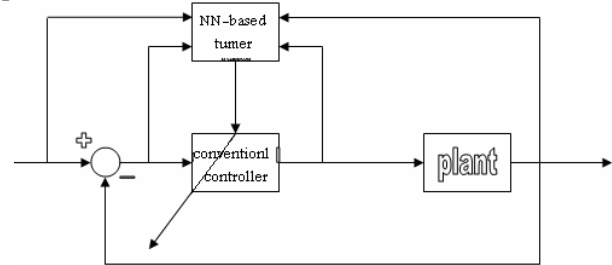 NN-based
tumer
+
conventionl
controller
plant
−